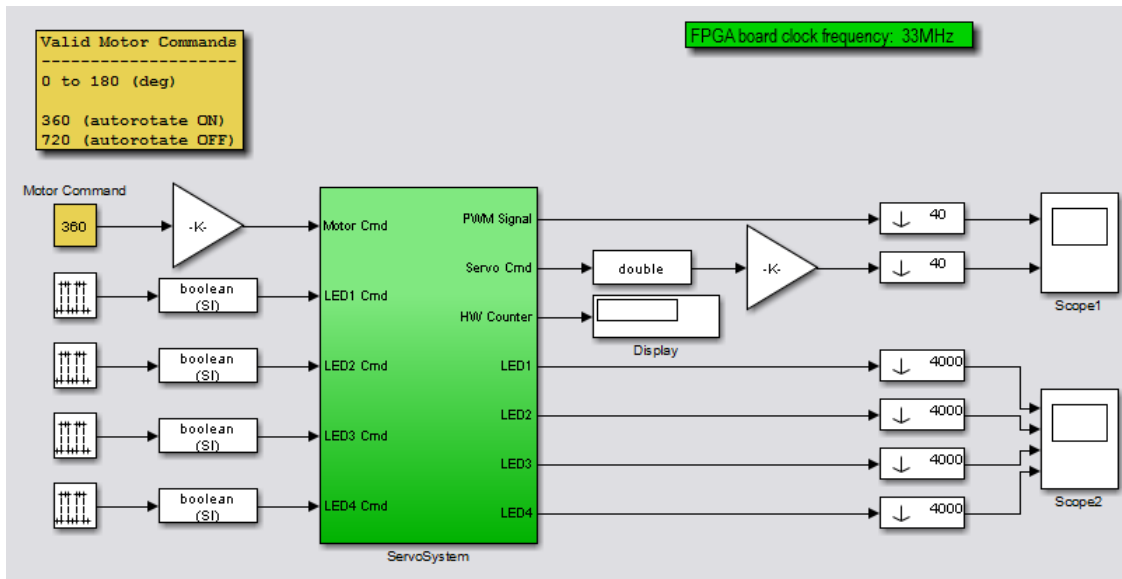 Valid Motor Commands
--------------------
0 to 180 (deg)
360 (autorotate ON)
720 (autorotate OFF)
FPGA board clock frequency: 33MHz
Motor Command
360
-K-
boolean
(SI)
boolean
(SI)
boolean
(SI)
boolean
(SI)
Motor Cmd
LED1 Cmd
LED2 Cmd
LED3 Cmd
LED4 Cmd
PWM Signal
Servo Cmd
HW Counter
LED1
LED2
LED3
LED4
ServoSystem
double
-K-
Display
40
40
Scope1
4000
4000
4000
4000
Scope2